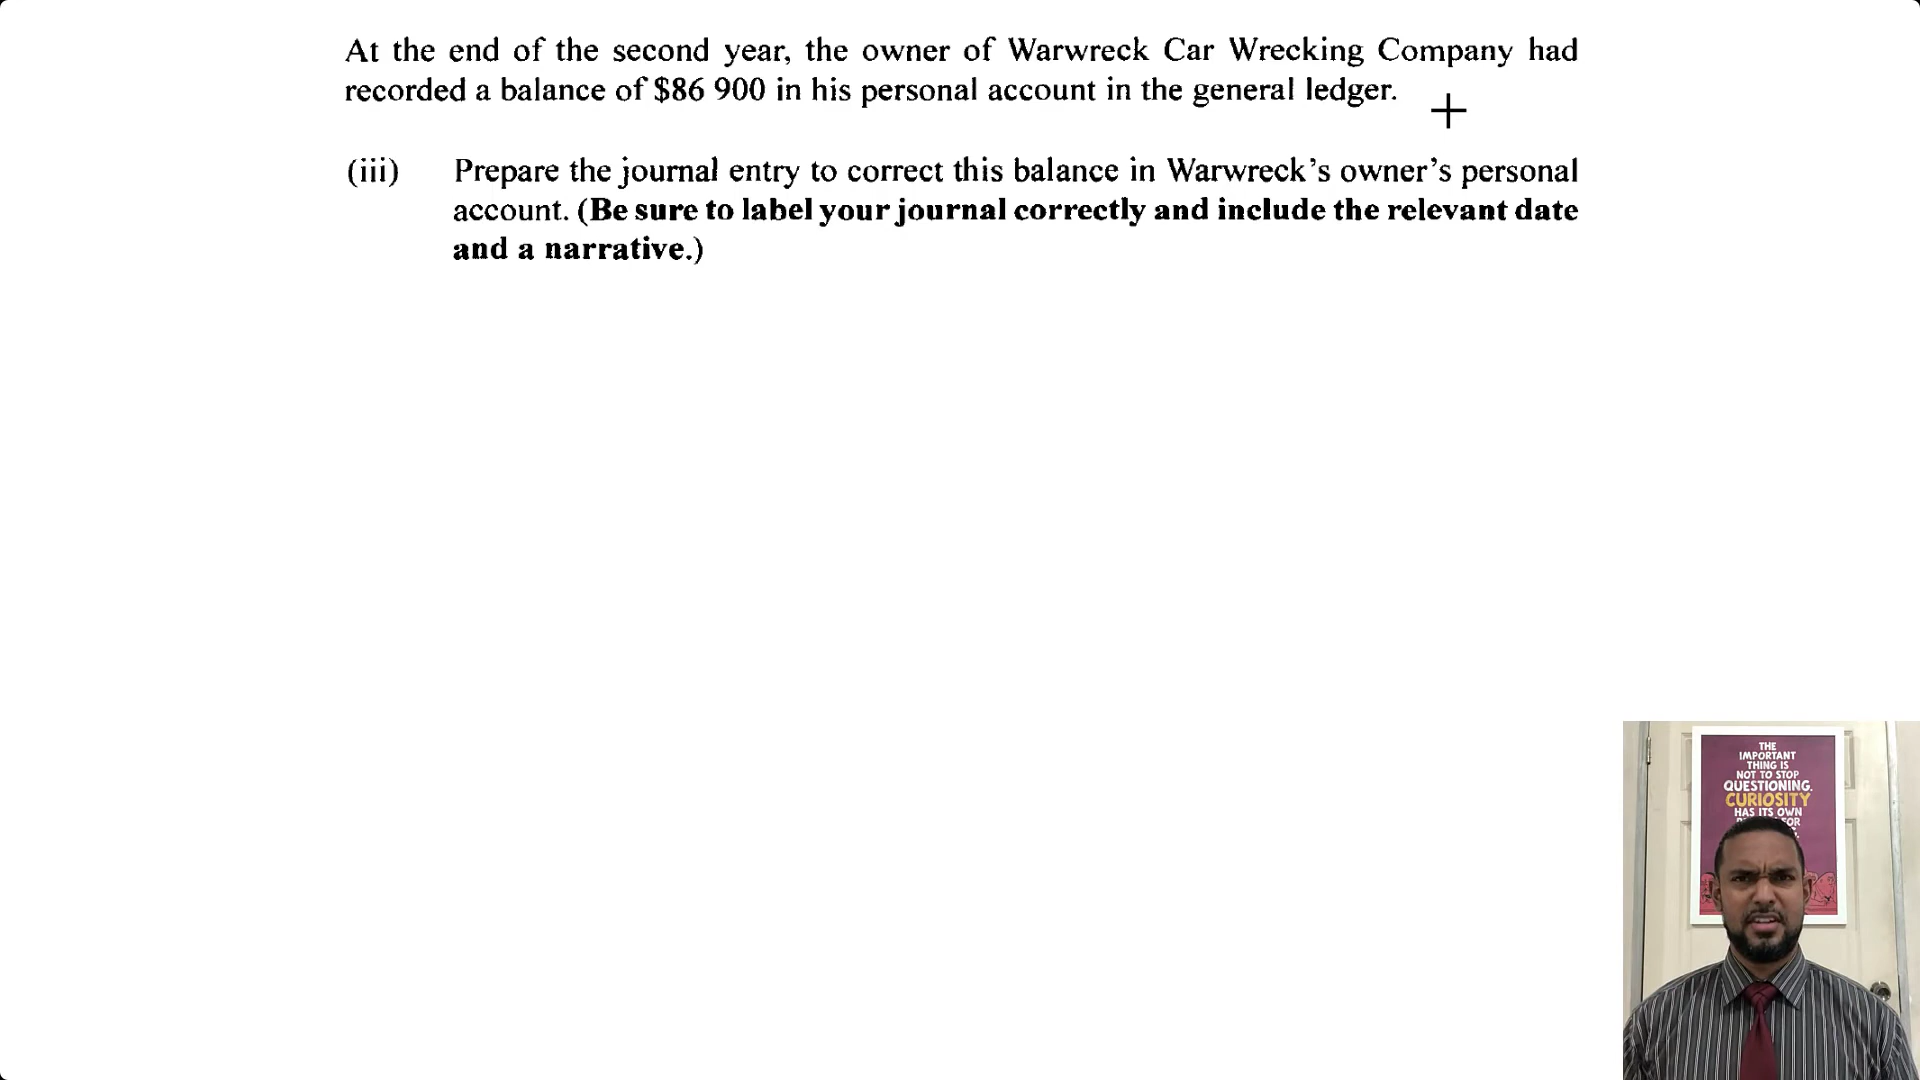 At the end of the second year, the owner of Warwreck Car Wrecking Company had
recorded a balance of $86 900 in his personal account in the general ledger.
(iii) Prepare the journal entry to correct this balance in Warwreck's owner's personal
account. (Be sure to label your journal correctly and include the relevant date
and a narrative.)
THE
IMPORTANT
THING IS
NOT TO STOP
QUESTIONING.
CURIOSITY
HAS ITS OWN